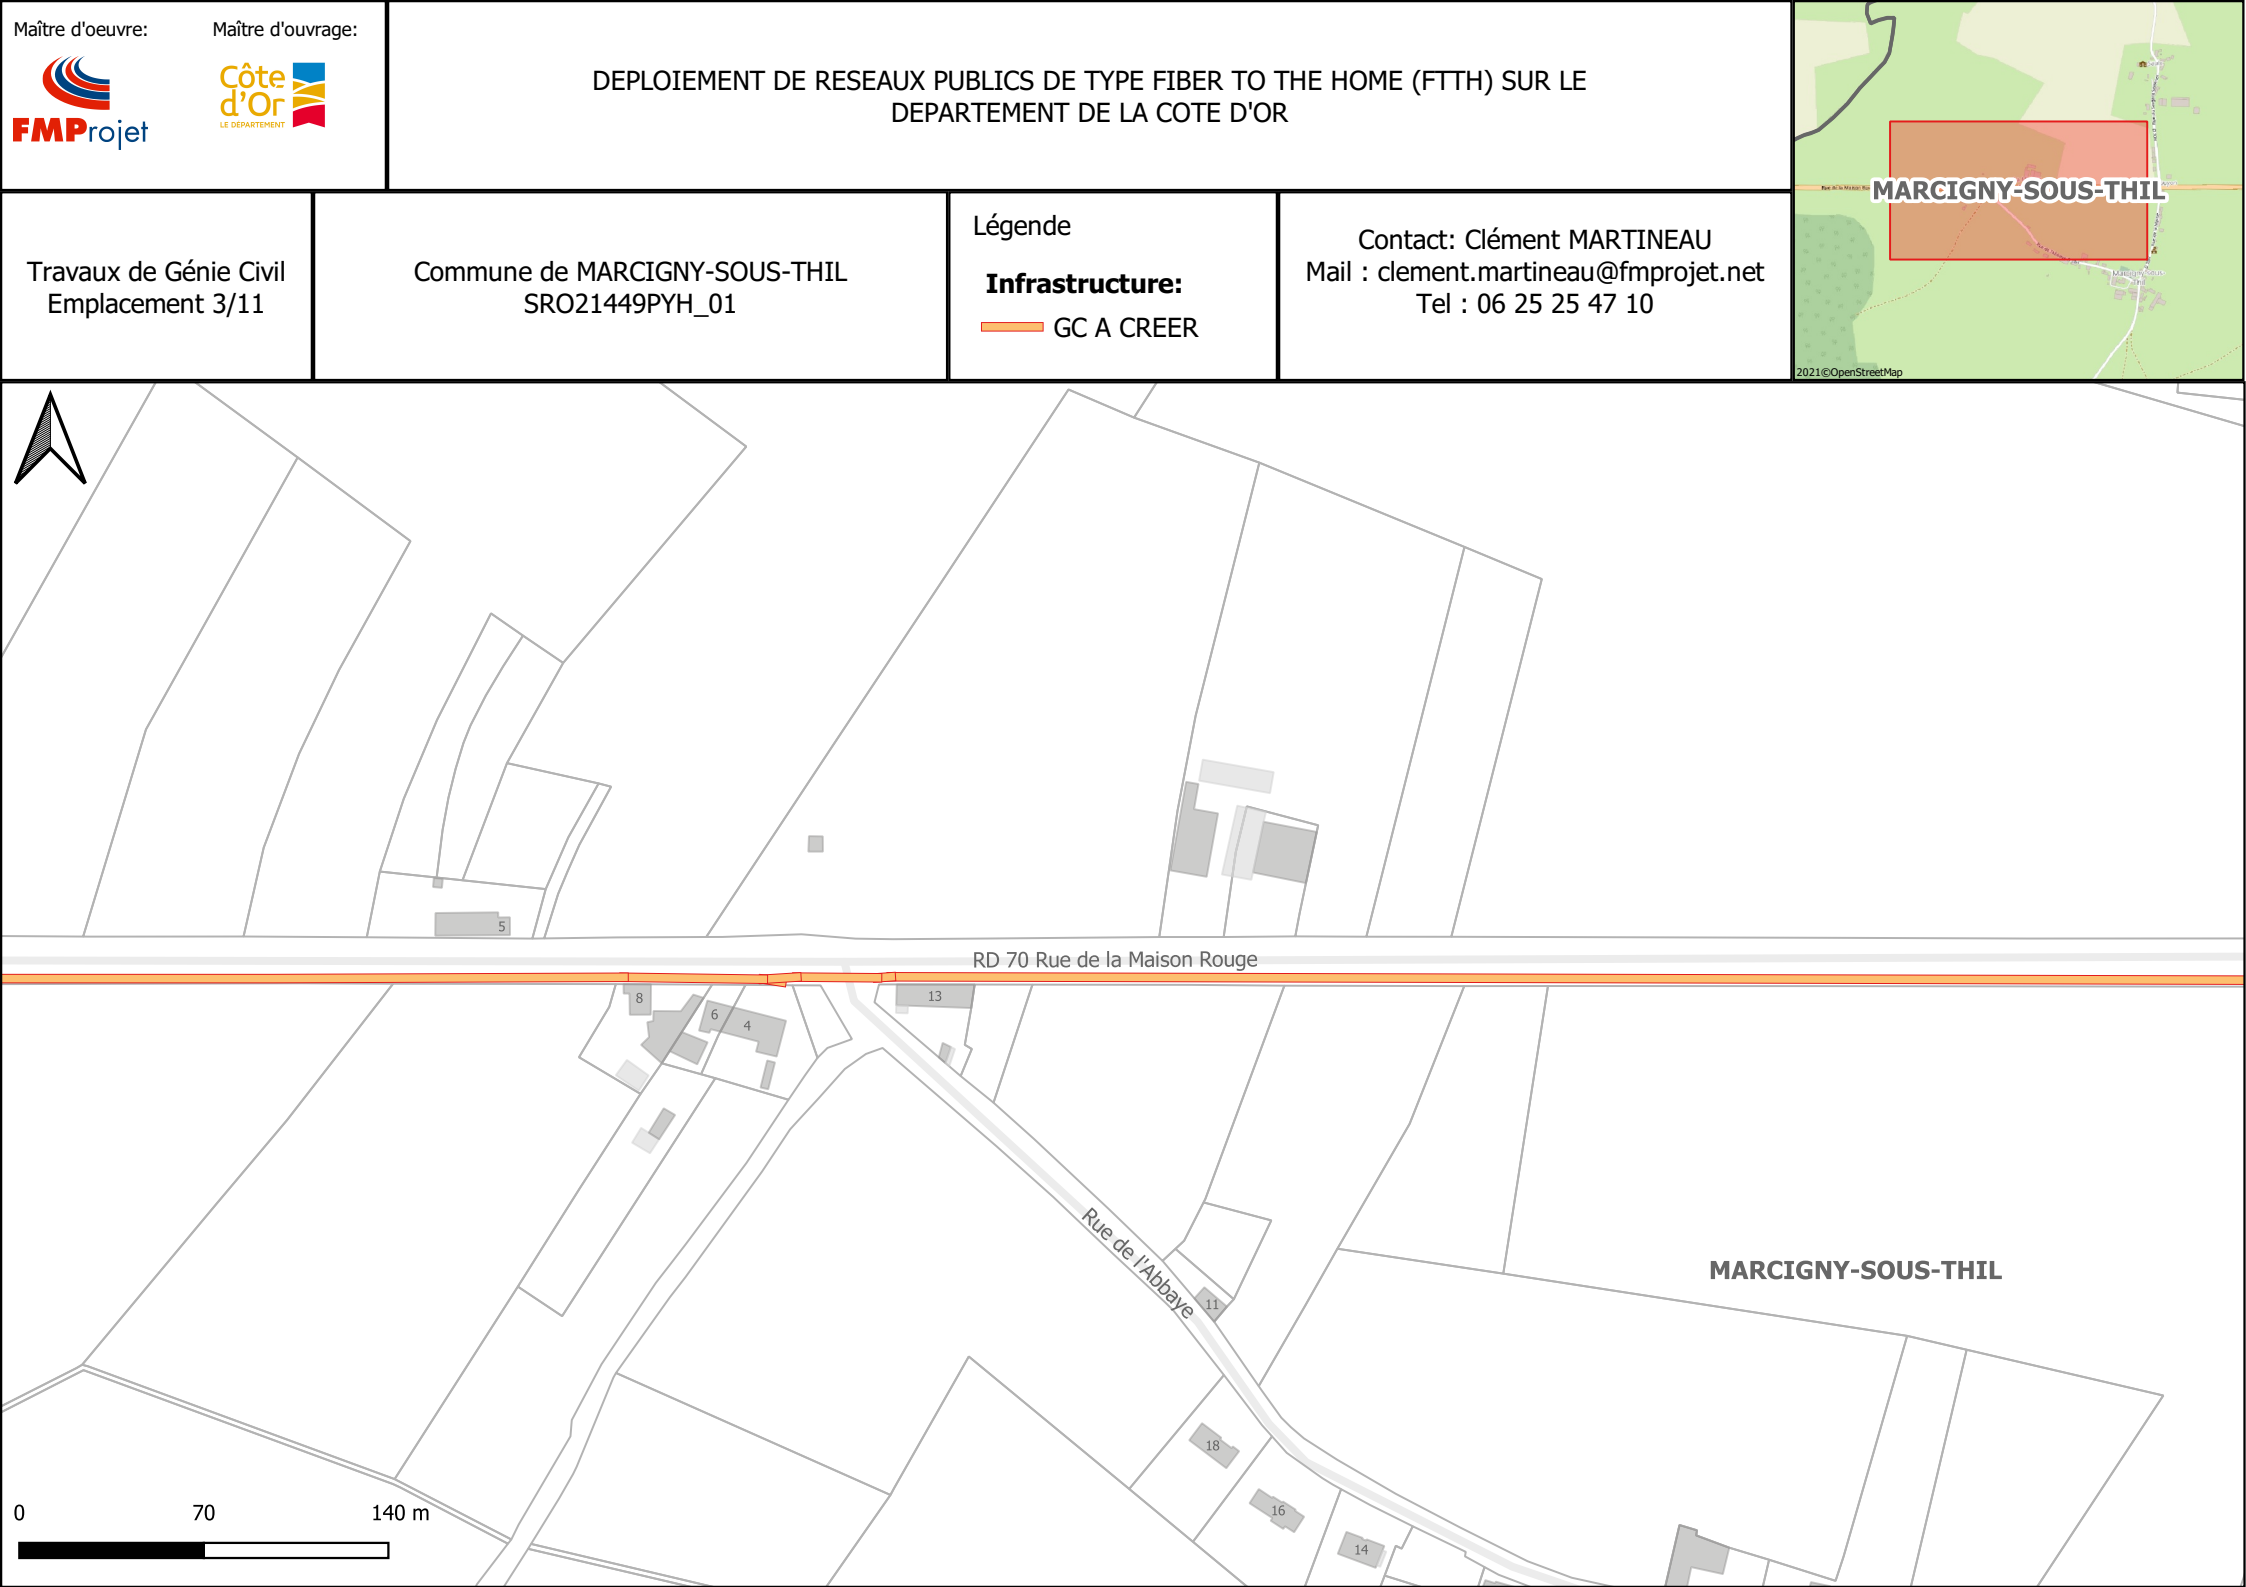 Maître d'oeuvre:
Maître d'ouvrage:
FMProjet
Côte
d'Or
LE DÉPARTEMENT
DEPLOIEMENT DE RESEAUX PUBLICS DE TYPE FIBER TO THE HOME (FTTH) SUR LE
DEPARTEMENT DE LA COTE D'OR
Travaux de Génie Civil
Emplacement 3/11
Commune de MARCIGNY-SOUS-THIL
SRO21449PYH_01
Légende
Infrastructure:
GC A CREER
Contact: Clément MARTINEAU
Mail : clement.martineau@fmprojet.net
Tel : 06 25 25 47 10
MARCIGNY-SOUS-THIL
2021©OpenStreetMap
5
RD 70 Rue de la Maison Rouge
8
6
4
13
Rue de l'Abbaye
11
MARCIGNY-SOUS-THIL
18
16
14
0 70 140 m